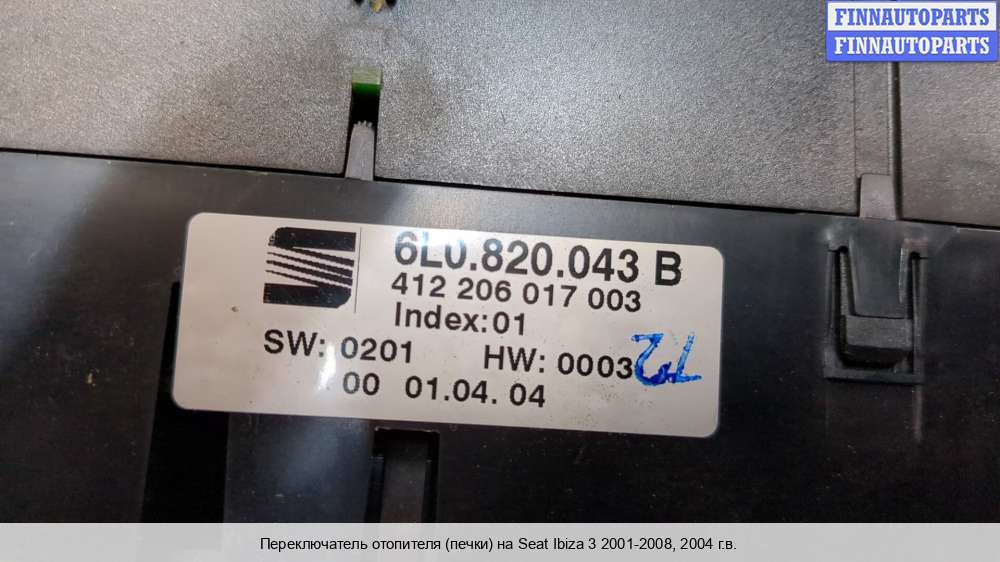 FINNAUTOPARTS
FINNAUTOPARTS
6L0.820.043 B
412 206 017 003
Index:01
SW: 0201 HW: 0003
00 01.04. 04
Переключатель отопителя (печки) на Seat Ibiza 3 2001-2008, 2004 г.в.